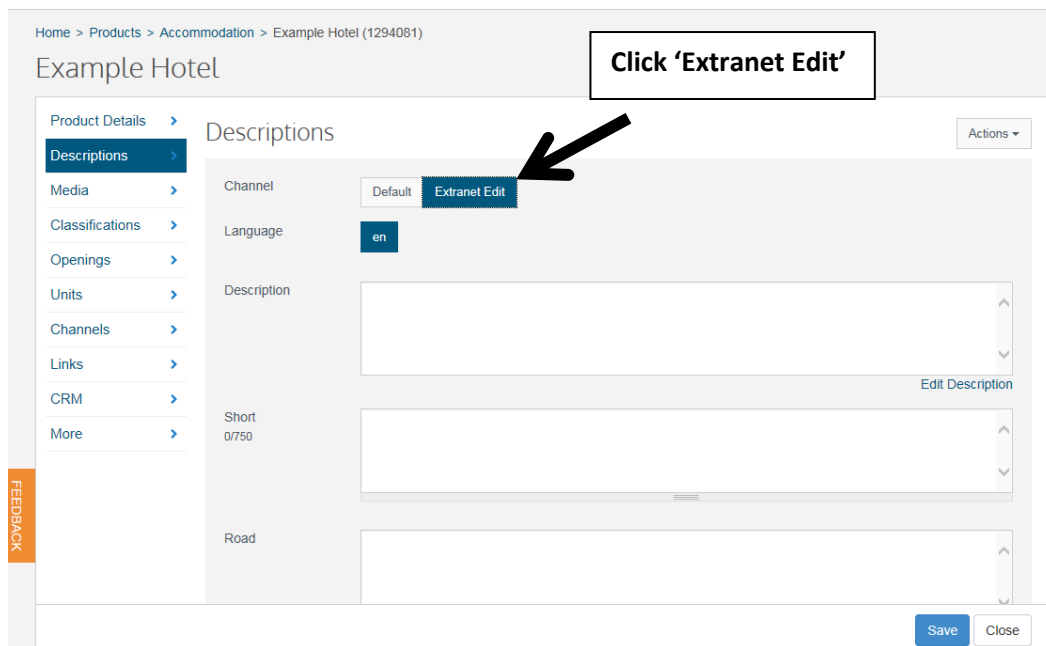 Home > Products > Accommodation > Example Hotel (1294081)
Example Hotel
Click ‘Extranet Edit’
Product Details
Descriptions
Media
Classifications
Openings
Units
Channels
Links
CRM
More
FEEDBACK
Descriptions
Actions
Channel
Default
Extranet Edit
Language
en
Description
Edit Description
Short
0/750
Road
Save
Close